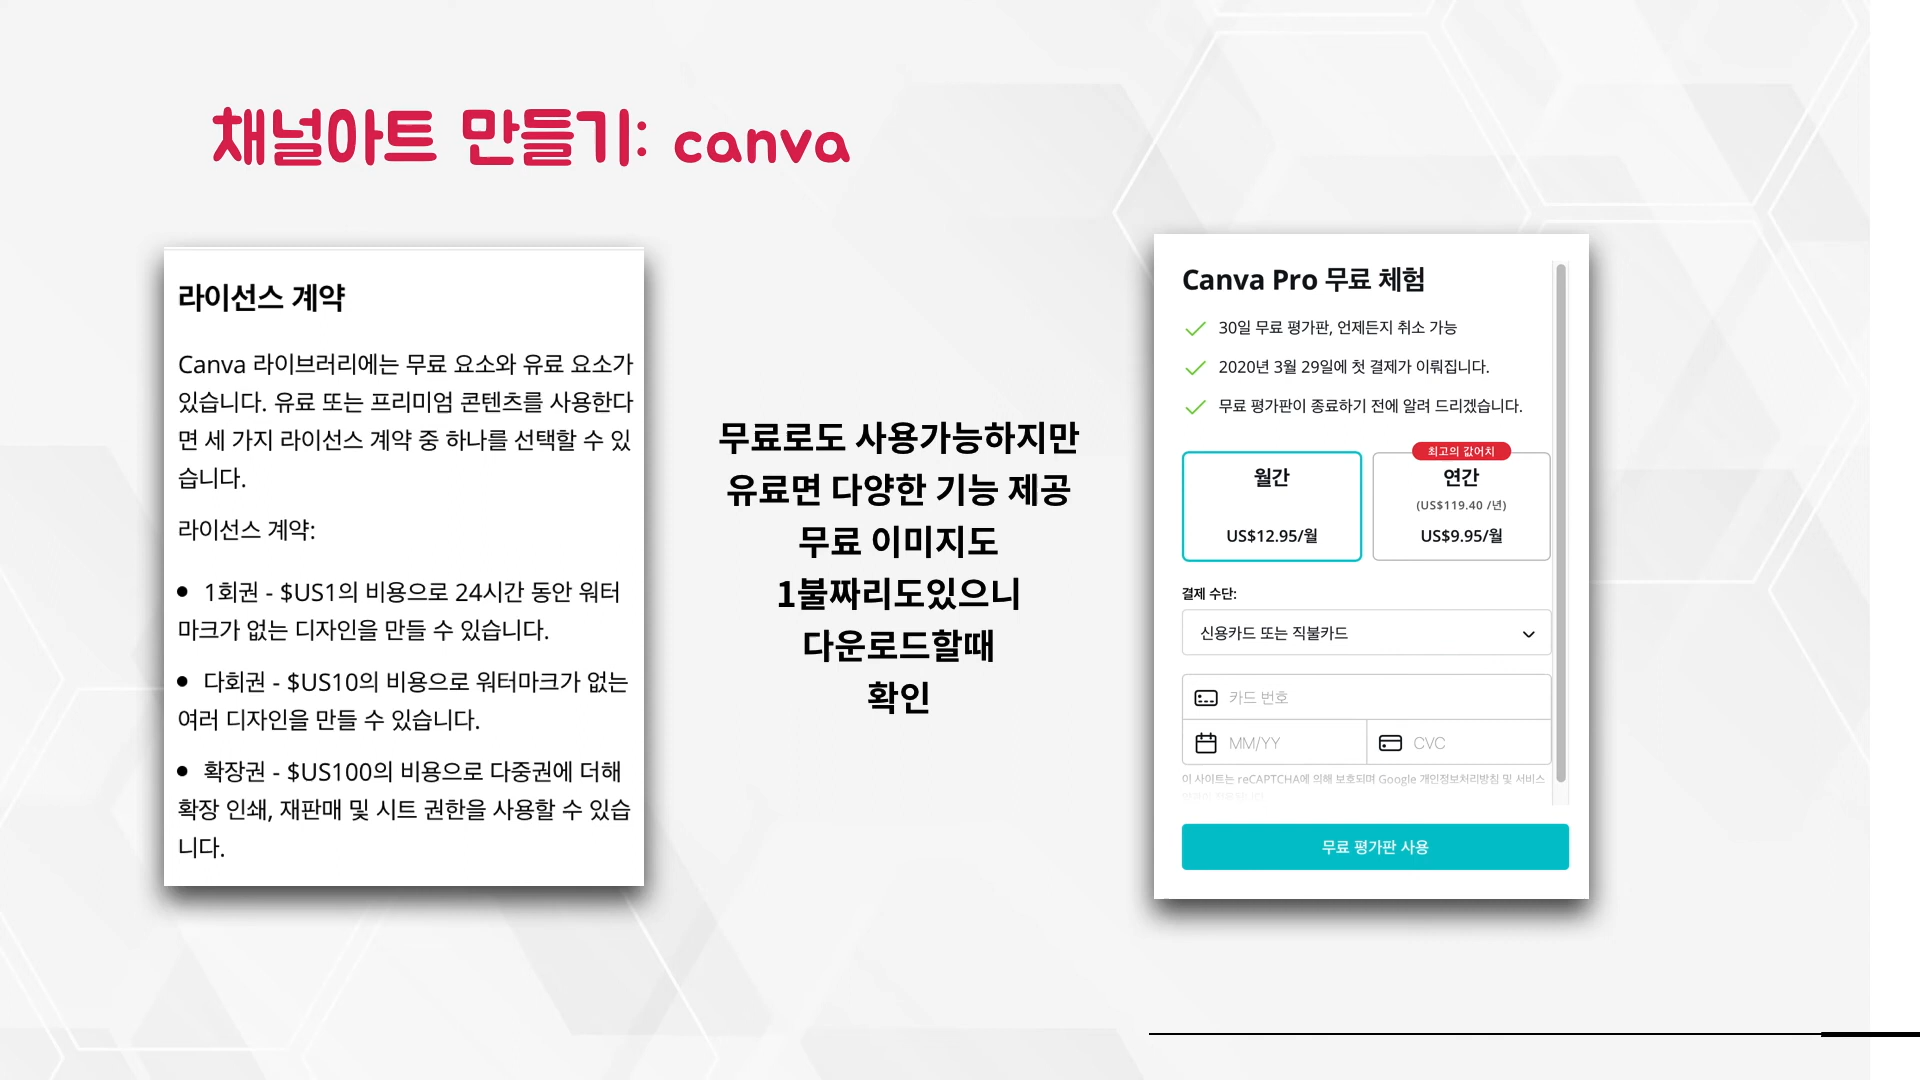 채널아트 만들기: canva
라이선스 계약
Canva 라이브러리에는 무료 요소와 유료 요소가
있습니다. 유료 또는 프리미엄 콘텐츠를 사용한다
면 세 가지 라이선스 계약 중 하나를 선택할 수 있
습니다.
라이선스 계약:
● 1회권 - $US1의 비용으로 24시간 동안 워터
마크가 없는 디자인을 만들 수 있습니다.
● 다회권 - $US10의 비용으로 워터마크가 없는
여러 디자인을 만들 수 있습니다.
● 확장권 - $US100의 비용으로 다중권에 더해
확장 인쇄, 재판매 및 시트 권한을 사용할 수 있습
니다.
무료로도 사용가능하지만
유료면 다양한 기능 제공
무료 이미지도
1불짜리도있으니
다운로드할때
확인
Canva Pro 무료 체험
30일 무료 평가판, 언제든지 취소 가능
2020년 3월 29일에 첫 결제가 이뤄집니다.
무료 평가판이 종료하기 전에 알려 드리겠습니다.
월간
US$12.95/월
최고의 값어치
연간
(US$119.40 /년)
US$9.95/월
결제 수단:
신용카드 또는 직불카드
카드 번호
MM/YY
CVC
이 사이트는 reCAPTCHA에 의해 보호되며 Google 개인정보처리방침 및 서비스
무료 평가판 사용